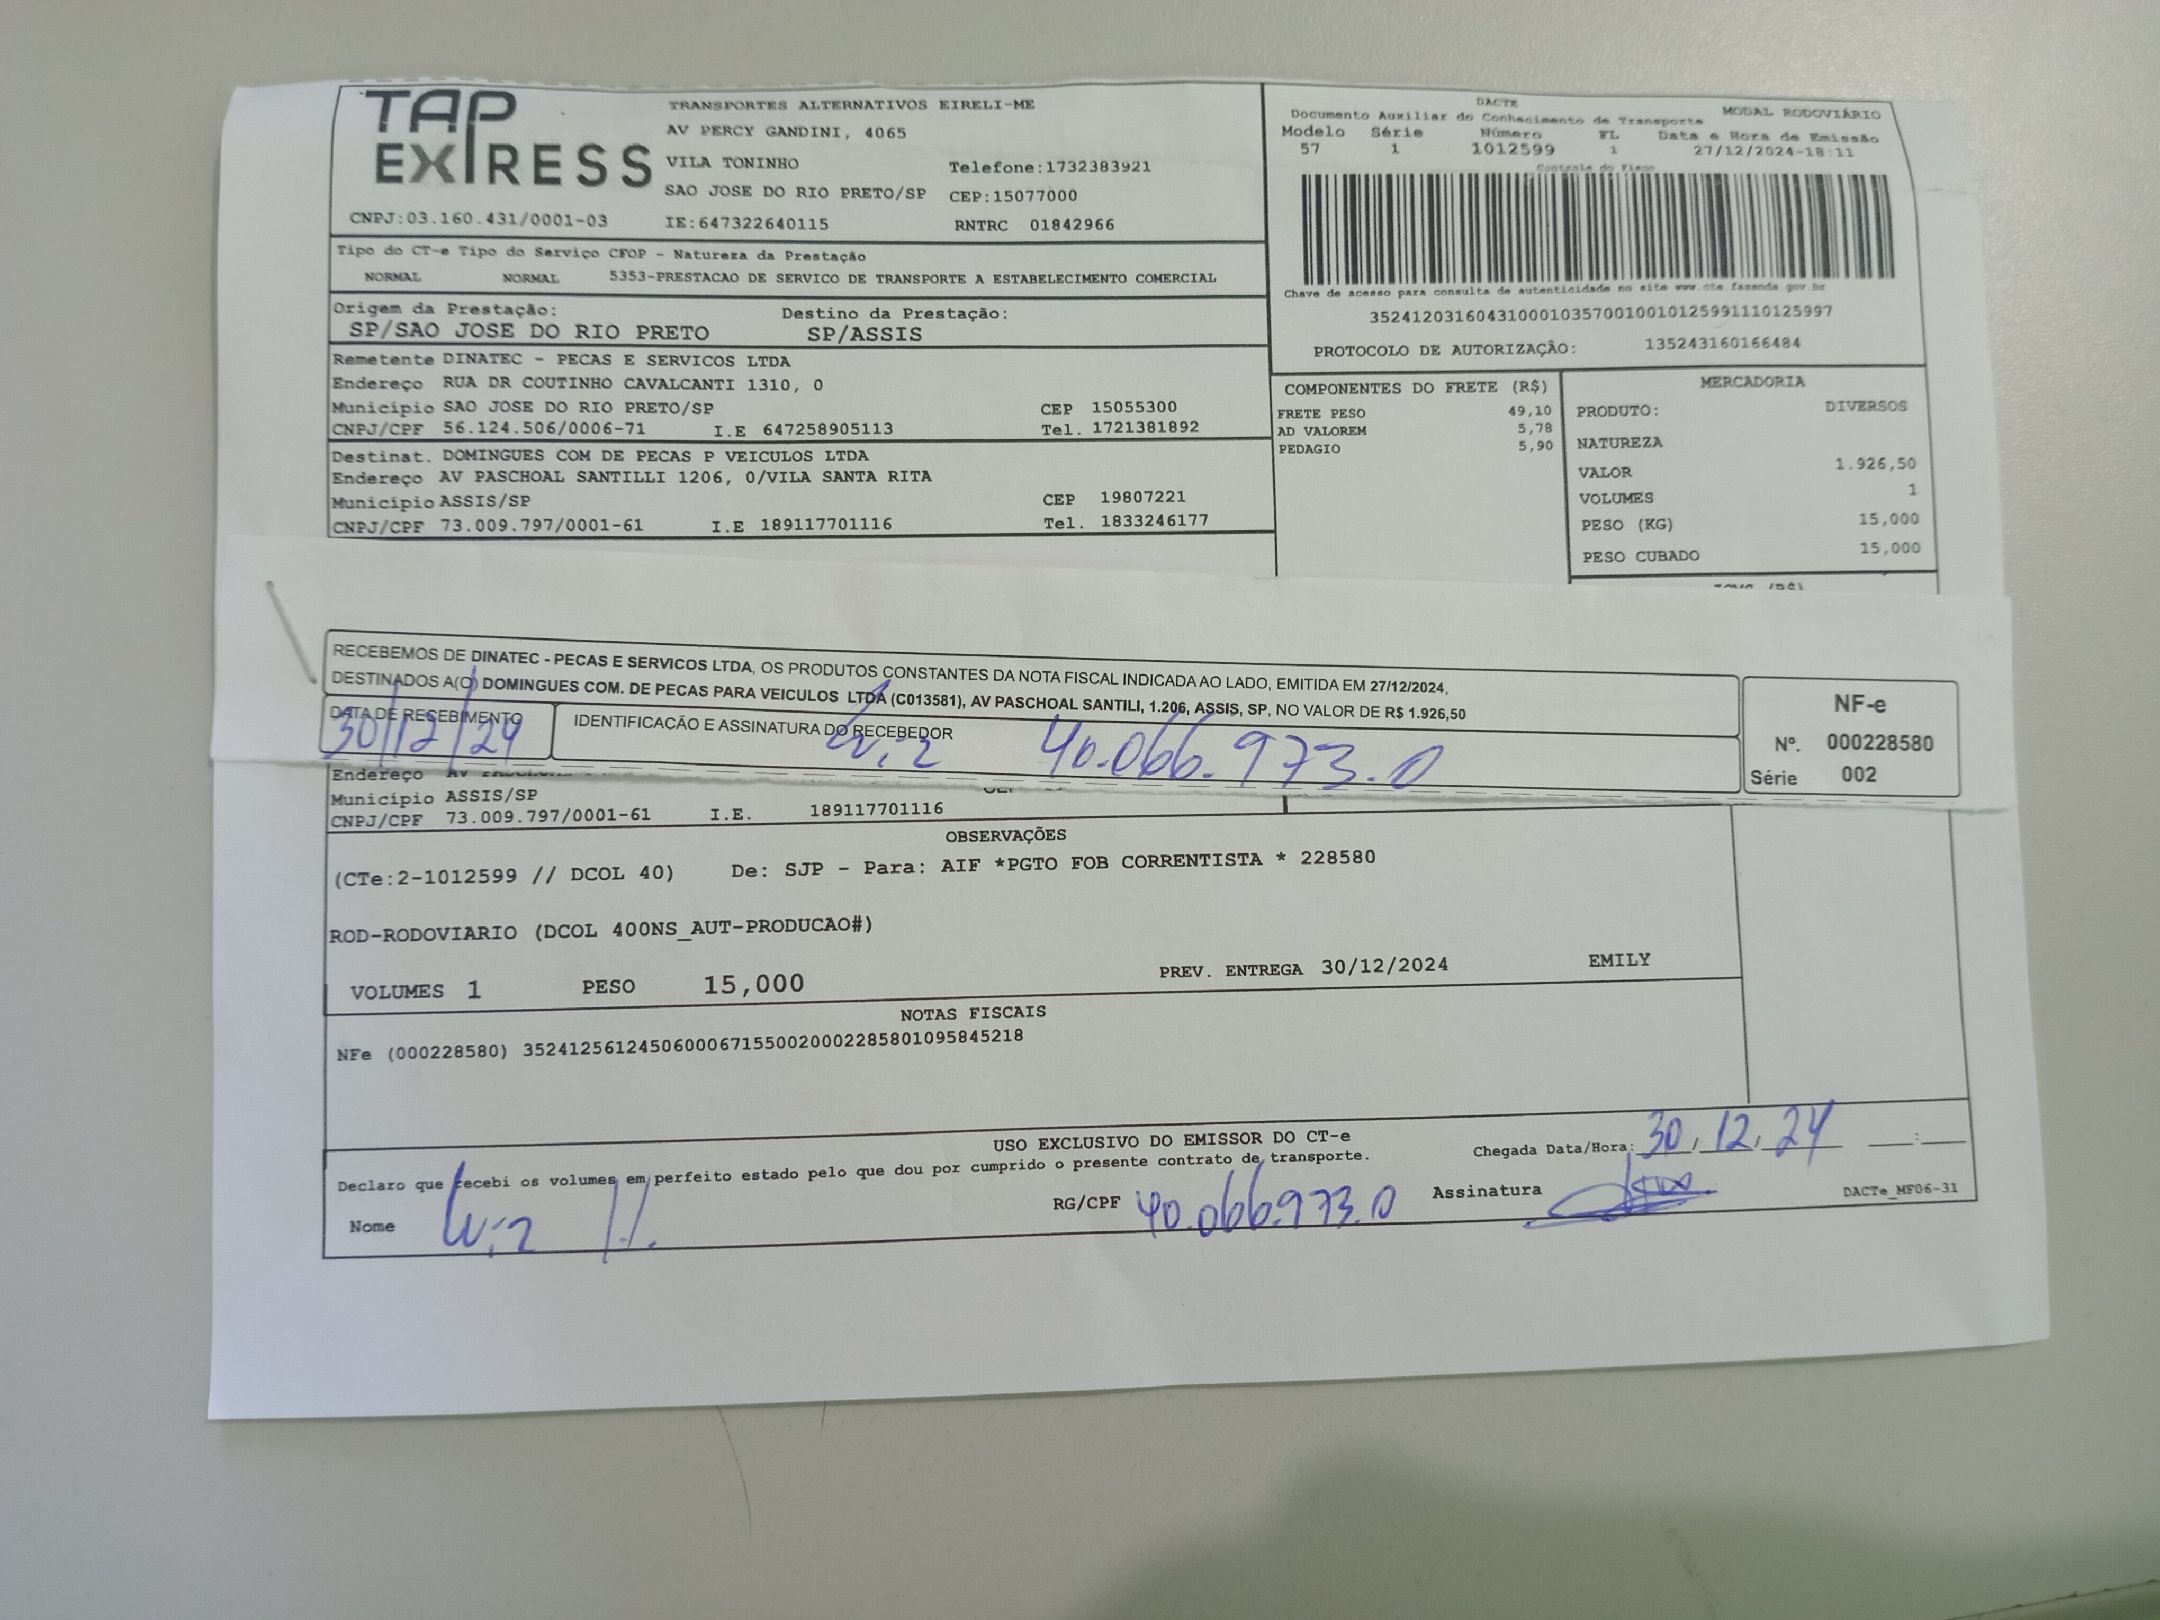 TAP EXPRESS
TRANSPORTES ALTERNATIVOS EIRELI-ME
AV PERCY GANDINI, 4065
VILA TONINHO Telefone:1732383921
SAO JOSE DO RIO PRETO/SP CEP:15077000
CNPJ:03.160.431/0001-03 IE:647322640115 RNTRC 01842966
DACTE MODAL RODOVIÁRIO
Documento Auxiliar do Conhecimento de Transporte
Modelo Série Número FL Data e Hora de Emissão
57 1 1012599 1 27/12/2024-18:11
Controle do Fisco
Chave de acesso para consulta de autenticidade no site www.cte.fazenda.gov.br
35241203160431000103570010010125991110125997
PROTOCOLO DE AUTORIZAÇÃO: 135243160166484
Tipo do CT-e Tipo do Serviço CFOP - Natureza da Prestação
NORMAL NORMAL 5353-PRESTACAO DE SERVICO DE TRANSPORTE A ESTABELECIMENTO COMERCIAL
Origem da Prestação: Destino da Prestação:
SP/SAO JOSE DO RIO PRETO SP/ASSIS
Remetente DINATEC - PECAS E SERVICOS LTDA
Endereço RUA DR COUTINHO CAVALCANTI 1310, 0
Município SAO JOSE DO RIO PRETO/SP CEP 15055300
CNPJ/CPF 56.124.506/0006-71 I.E 647258905113 Tel. 1721381892
Destinat. DOMINGUES COM DE PECAS P VEICULOS LTDA
Endereço AV PASCHOAL SANTILLI 1206, 0/VILA SANTA RITA
Município ASSIS/SP CEP 19807221
CNPJ/CPF 73.009.797/0001-61 I.E 189117701116 Tel. 1833246177
COMPONENTES DO FRETE (R$)
FRETE PESO 49,10
AD VALOREM 5,78
PEDAGIO 5,90
MERCADORIA
PRODUTO: DIVERSOS
NATUREZA
VALOR 1.926,50
VOLUMES 1
PESO (KG) 15,000
PESO CUBADO 15,000
RECEBEMOS DE DINATEC - PECAS E SERVICOS LTDA, OS PRODUTOS CONSTANTES DA NOTA FISCAL INDICADA AO LADO, EMITIDA EM 27/12/2024,
DESTINADOS A(O) DOMINGUES COM. DE PECAS PARA VEICULOS LTDA (C013581), AV PASCHOAL SANTILI, 1.206, ASSIS, SP, NO VALOR DE R$ 1.926,50
DATA DE RECEBIMENTO IDENTIFICAÇÃO E ASSINATURA DO RECEBEDOR
30/12/24 Luiz 40.066.973.0
NF-e
Nº. 000228580
Série 002
Endereço
Município ASSIS/SP
CNPJ/CPF 73.009.797/0001-61 I.E. 189117701116
OBSERVAÇÕES
(CTe:2-1012599 // DCOL 40) De: SJP - Para: AIF *PGTO FOB CORRENTISTA * 228580
ROD-RODOVIARIO (DCOL 400NS_AUT-PRODUCAO#)
VOLUMES 1 PESO 15,000 PREV. ENTREGA 30/12/2024 EMILY
NOTAS FISCAIS
NFe (000228580) 35241256124506000671550020002285801095845218
USO EXCLUSIVO DO EMISSOR DO CT-e
Declaro que recebi os volumes em perfeito estado pelo que dou por cumprido o presente contrato de transporte.
Chegada Data/Hora: 30/12/24 __:__
Nome Luiz H. RG/CPF 40.066.973.0 Assinatura
DACTe_MF06-31